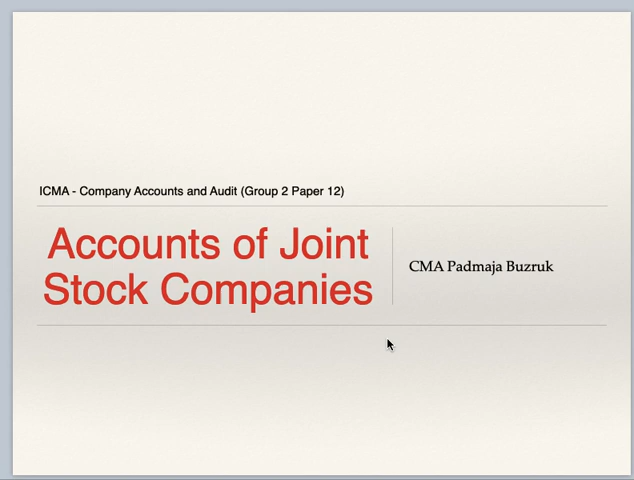 ICMA - Company Accounts and Audit (Group 2 Paper 12)
Accounts of Joint
Stock Companies
CMA Padmaja Buzruk